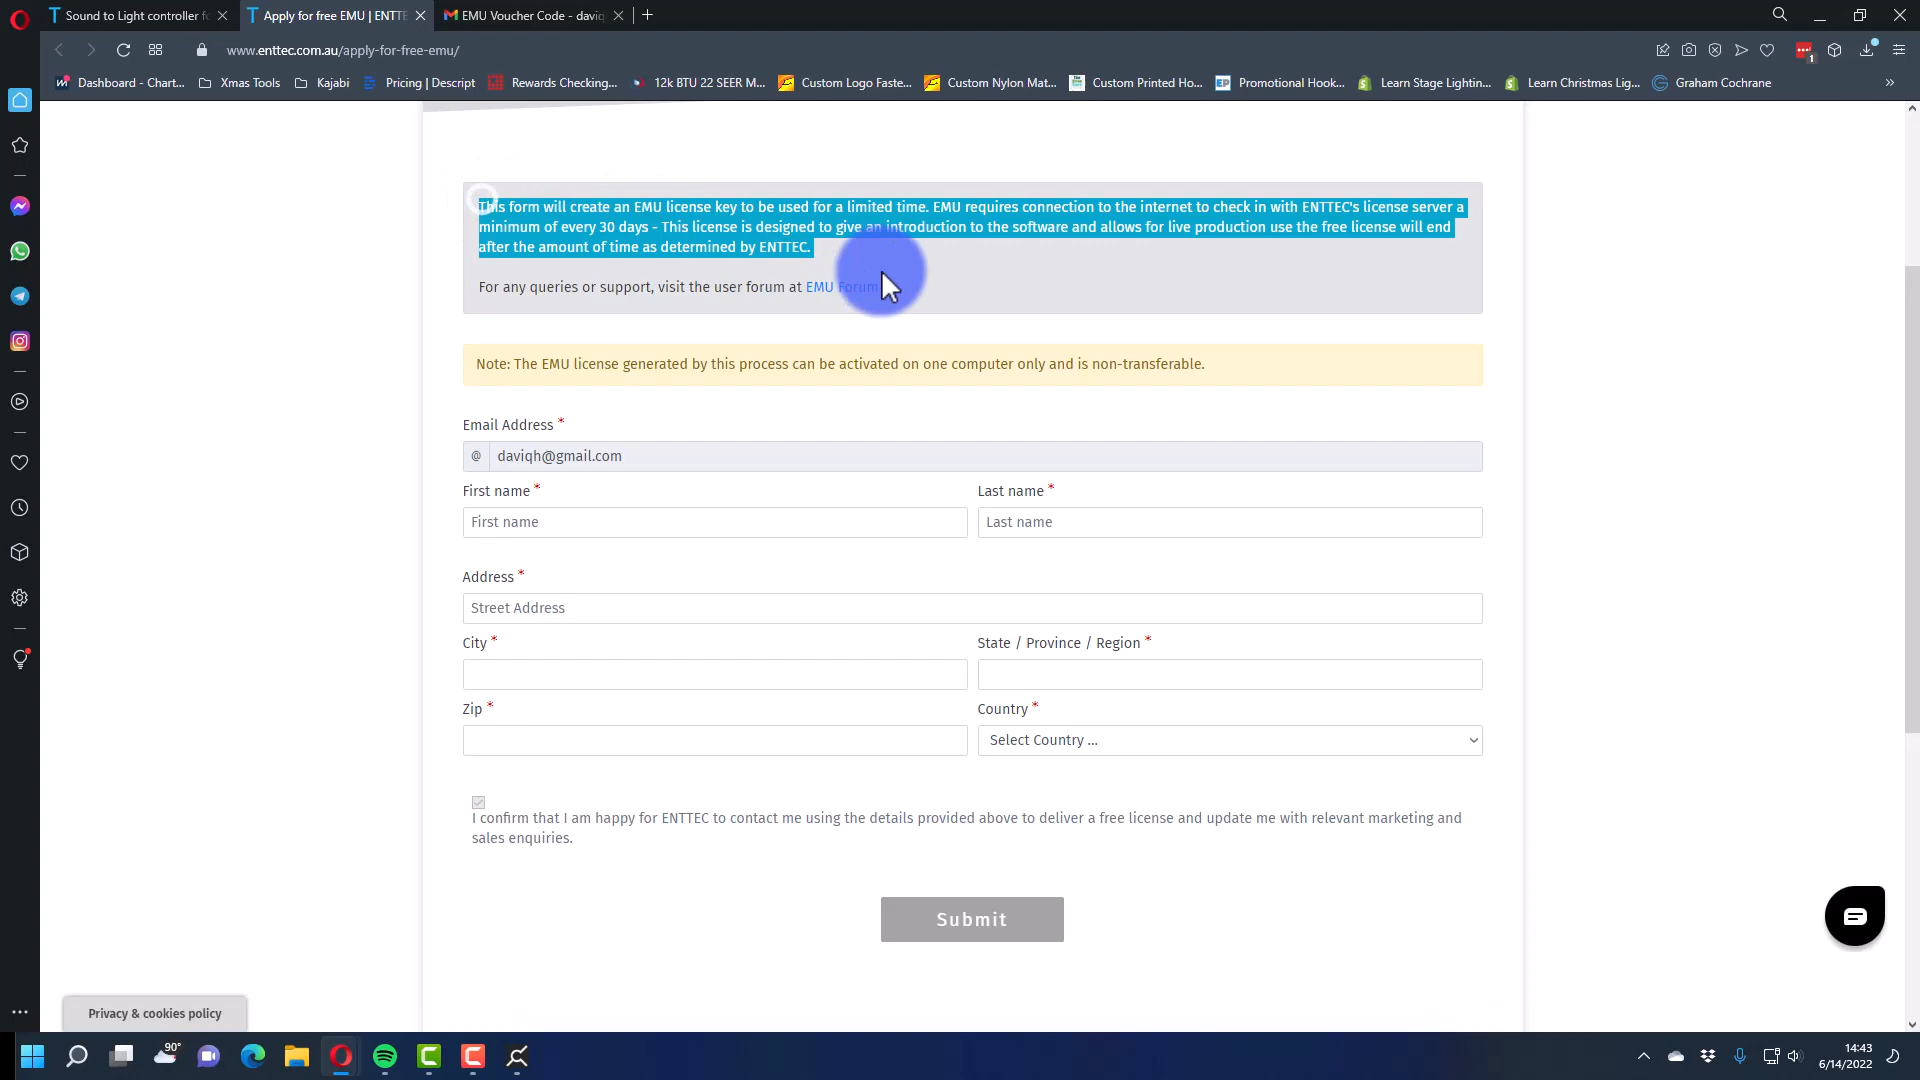 Sound to Light controller fo
Apply for free EMU | ENTTE
EMU Voucher Code - daviq
www.enttec.com.au/apply-for-free-emu/
1
Dashboard - Chart...
Xmas Tools
Kajabi
Pricing | Descript
Rewards Checking...
12k BTU 22 SEER M...
Custom Logo Faste...
Custom Nylon Mat...
Custom Printed Ho...
Promotional Hook...
Learn Stage Lightin...
Learn Christmas Lig...
Graham Cochrane
This form will create an EMU license key to be used for a limited time. EMU requires connection to the internet to check in with ENTTEC's license server a
minimum of every 30 days - This license is designed to give an introduction to the software and allows for live production use the free license will end
after the amount of time as determined by ENTTEC.
For any queries or support, visit the user forum at EMU Forum
Note: The EMU license generated by this process can be activated on one computer only and is non-transferable.
Email Address *
@ daviqh@gmail.com
First name * Last name *
First name Last name
Address *
Street Address
City * State / Province / Region *
Zip * Country *
Select Country ...
I confirm that I am happy for ENTTEC to contact me using the details provided above to deliver a free license and update me with relevant marketing and
sales enquiries.
Submit
Privacy & cookies policy
90°
14:43
6/14/2022